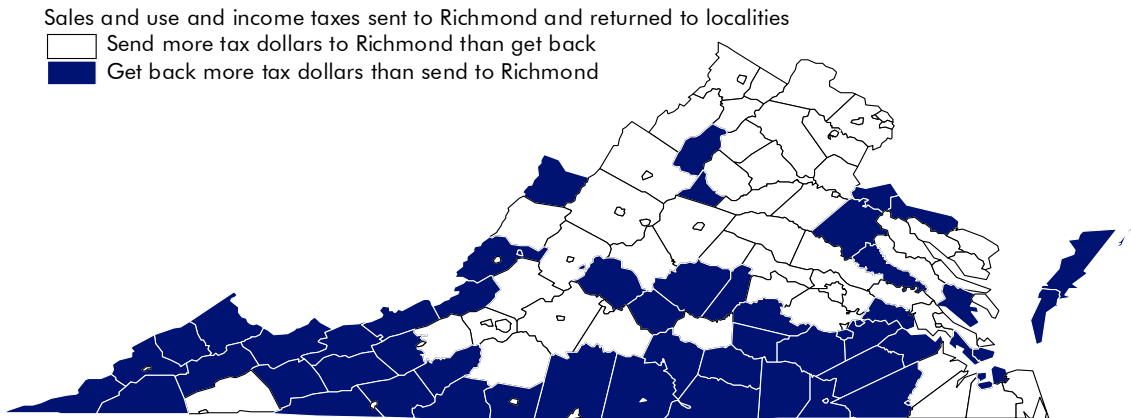 Sales and use and income taxes sent to Richmond and returned to localities
Send more tax dollars to Richmond than get back
Get back more tax dollars than send to Richmond